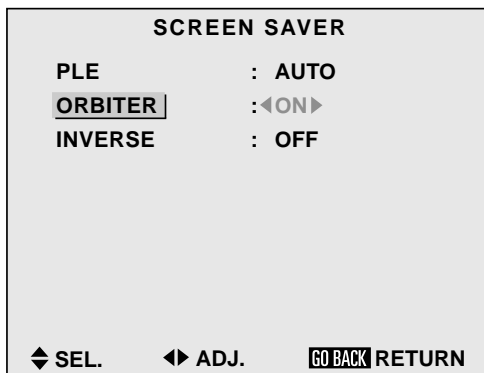 SCREEN SAVER
PLE : AUTO
ORBITER : ◀ON▶
INVERSE : OFF
▲▼ SEL. ◀▶ ADJ. GO BACK RETURN